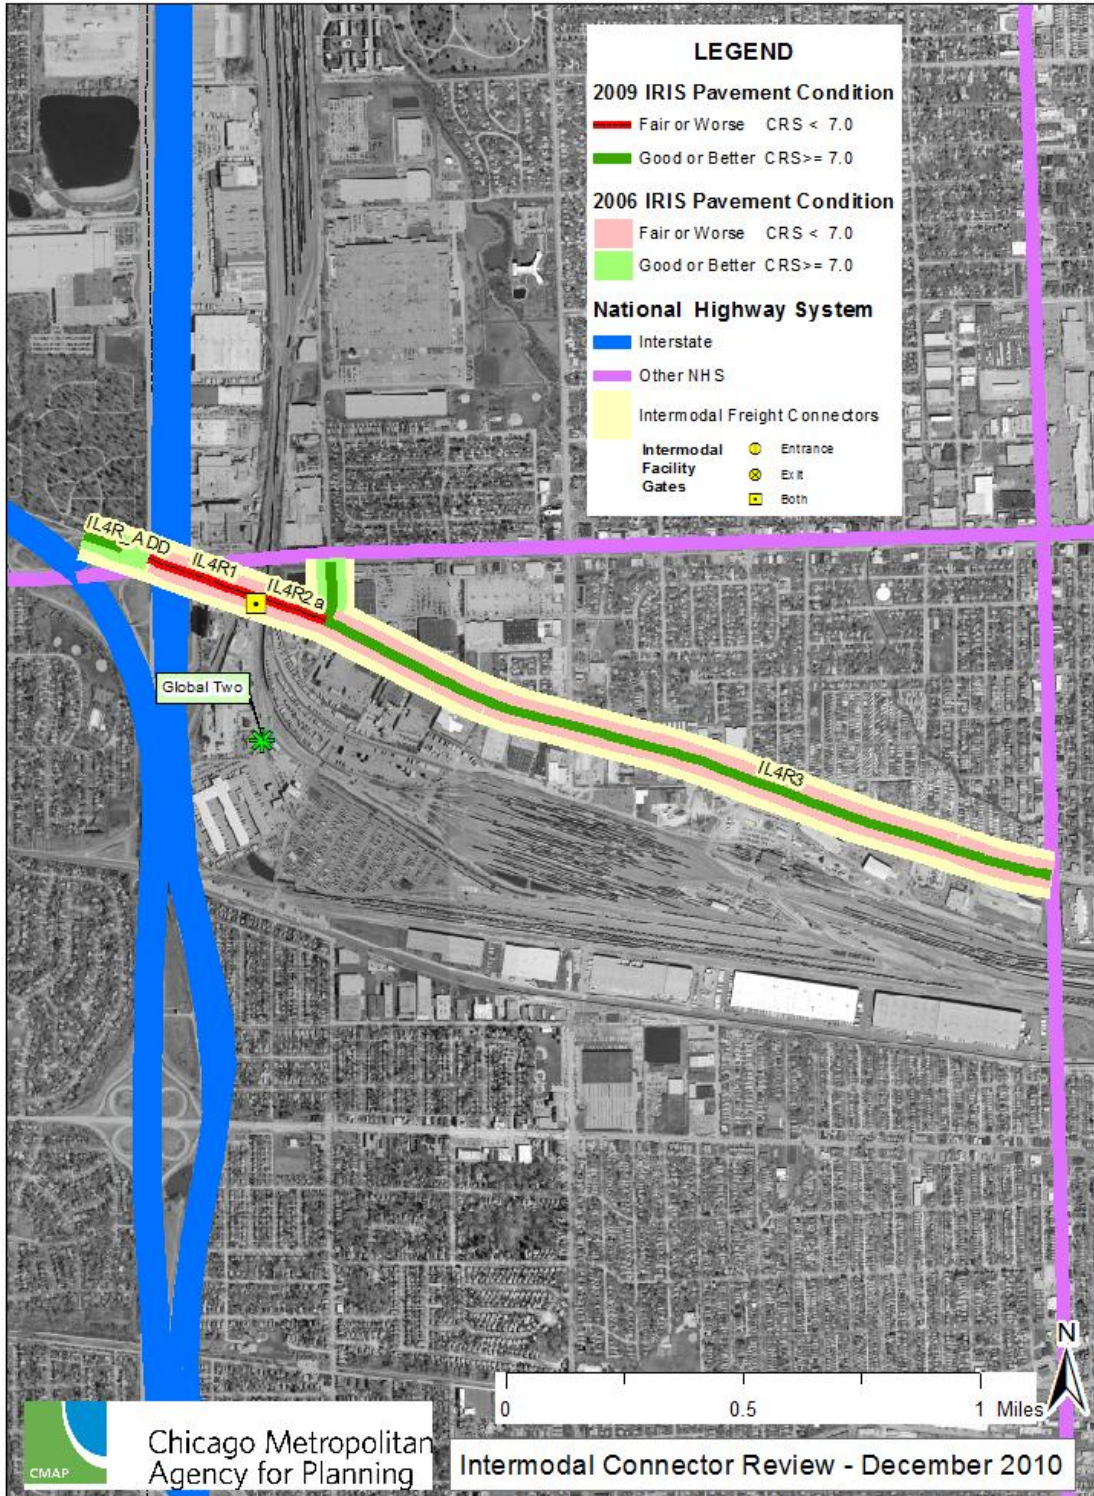 LEGEND
2009 IRIS Pavement Condition
Fair or Worse CRS < 7.0
Good or Better CRS>= 7.0
2006 IRIS Pavement Condition
Fair or Worse CRS < 7.0
Good or Better CRS>= 7.0
National Highway System
Interstate
Other NHS
Intermodal Freight Connectors
Intermodal
Facility
Gates
Entrance
Exit
Both
IL4R_ADD
IL4R1
IL4R2a
Global Two
IL4R3
N
0 0.5 1 Miles
CMAP
Chicago Metropolitan
Agency for Planning
Intermodal Connector Review - December 2010